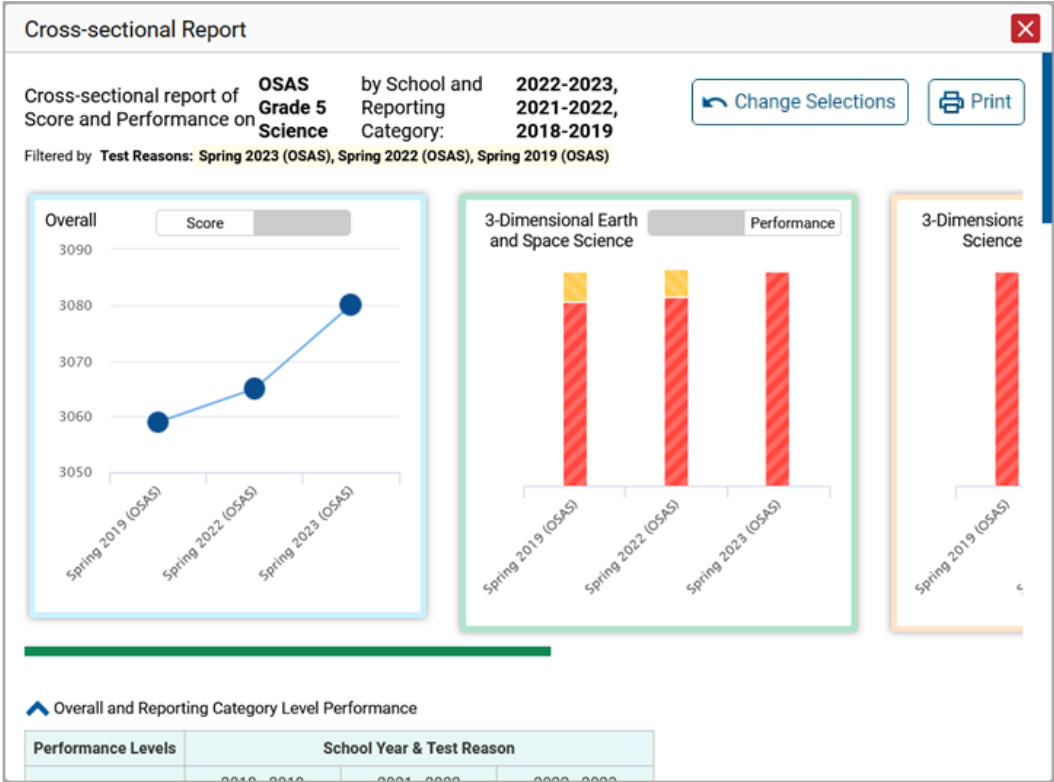 Cross-sectional Report
Cross-sectional report of
Score and Performance on
OSAS
Grade 5
Science
by School and
Reporting
Category:
2022-2023,
2021-2022,
2018-2019
Change Selections
Print
Filtered by Test Reasons: Spring 2023 (OSAS), Spring 2022 (OSAS), Spring 2019 (OSAS)
Overall
Score
3090
3080
3070
3060
3050
Spring 2019 (OSAS)
Spring 2022 (OSAS)
Spring 2023 (OSAS)
3-Dimensional Earth
and Space Science
Performance
Spring 2019 (OSAS)
Spring 2022 (OSAS)
Spring 2023 (OSAS)
3-Dimensiona
Science
Spring 2019 (OSAS)
Overall and Reporting Category Level Performance
Performance Levels
School Year & Test Reason